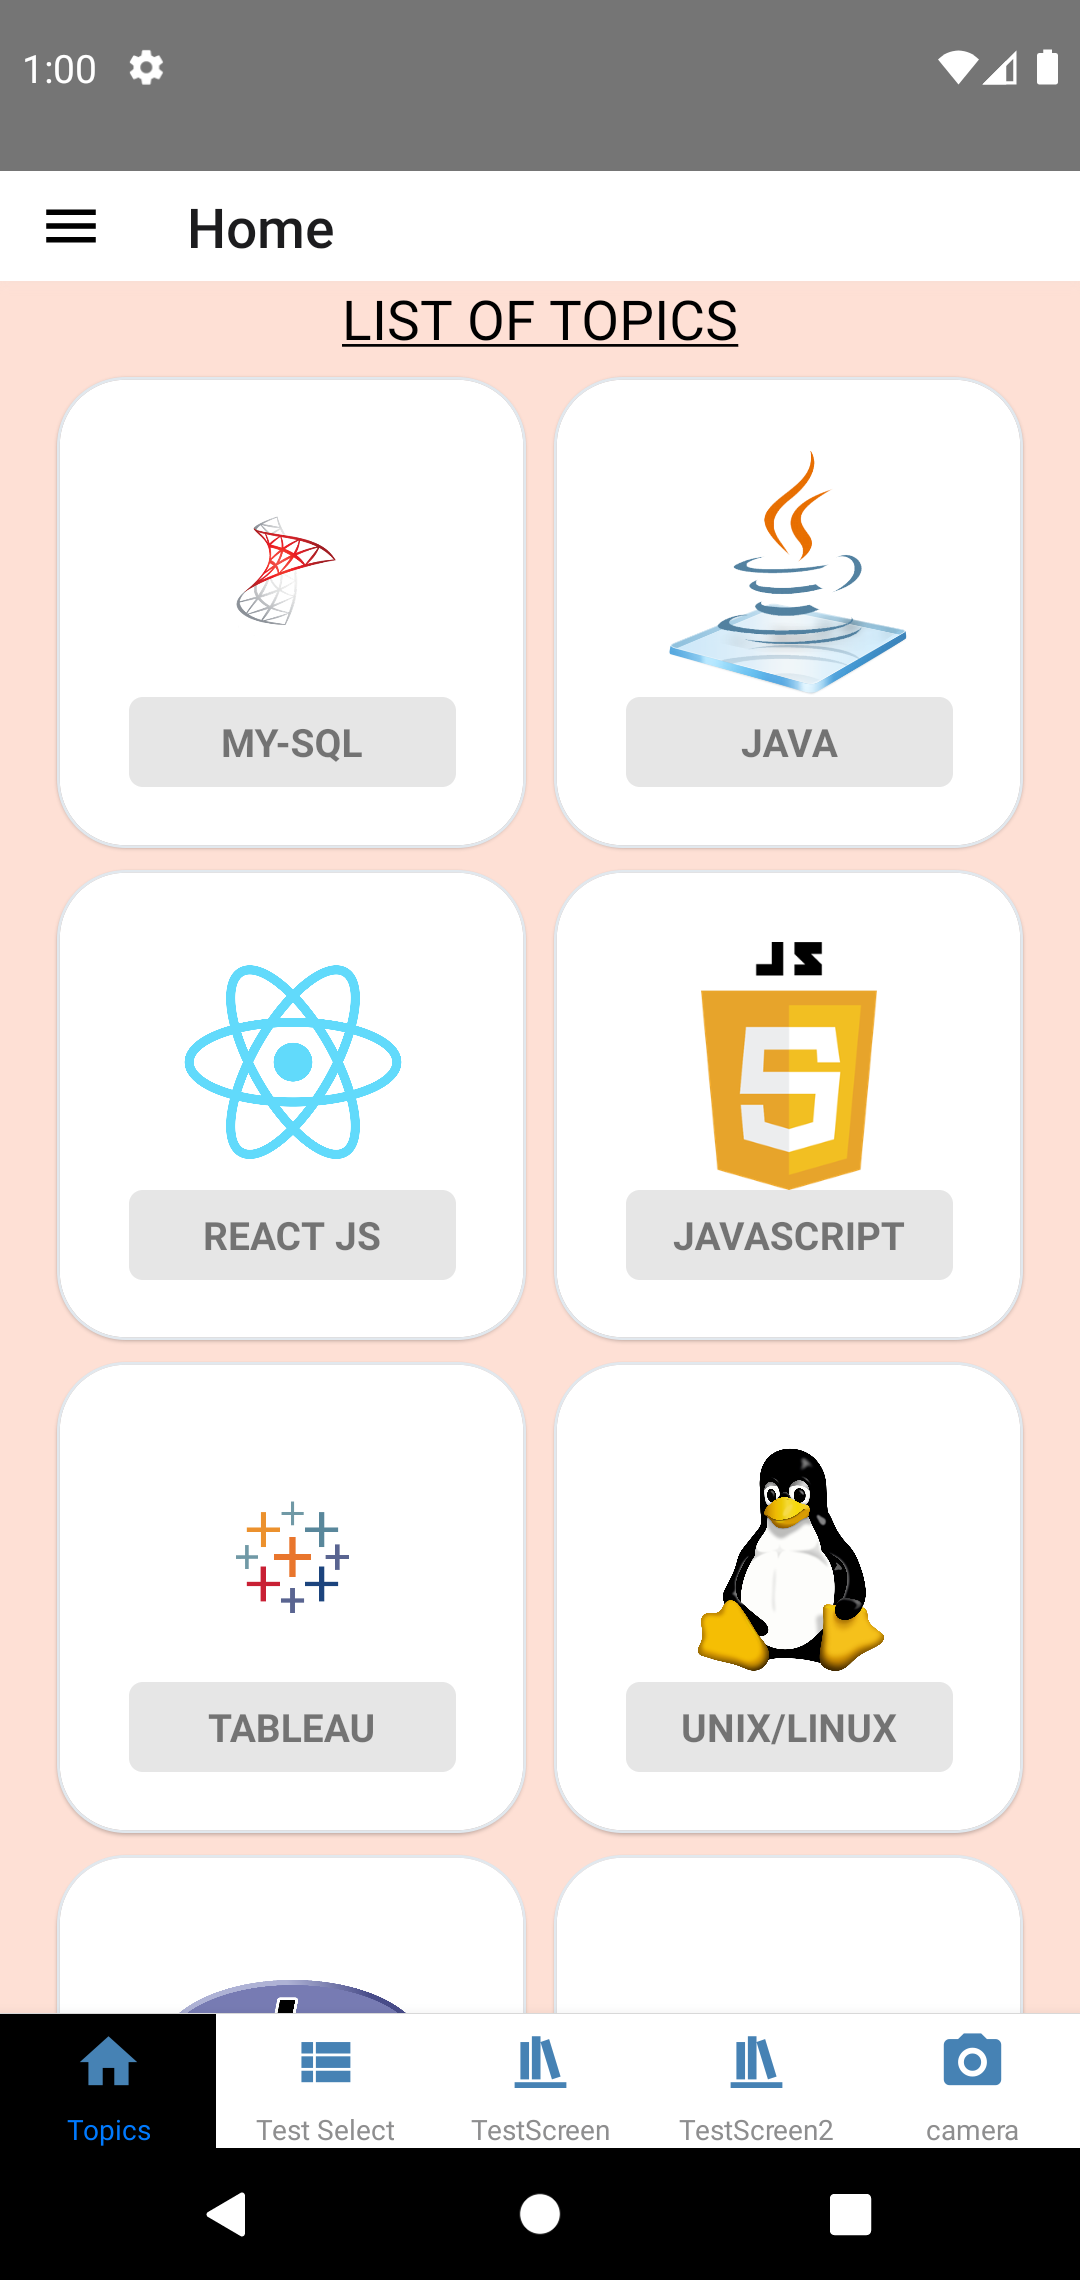 1:00
Home
LIST OF TOPICS
MY-SQL
JAVA
JS
REACT JS
JAVASCRIPT
TABLEAU
UNIX/LINUX
Topics
Test Select
TestScreen
TestScreen2
camera